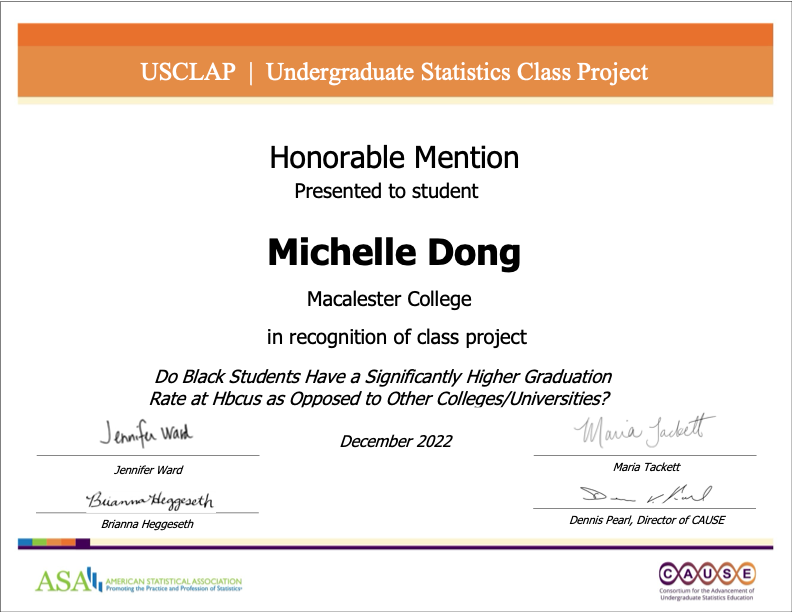 USCLAP | Undergraduate Statistics Class Project
Honorable Mention
Presented to student
Michelle Dong
Macalester College
in recognition of class project
Do Black Students Have a Significantly Higher Graduation
Rate at Hbcus as Opposed to Other Colleges/Universities?
Jennifer Ward
Maria Tackett
December 2022
Jennifer Ward
Maria Tackett
Brianna Heggeseth
Dennis Pearl
Brianna Heggeseth
Dennis Pearl, Director of CAUSE
ASA AMERICAN STATISTICAL ASSOCIATION
Promoting the Practice and Profession of Statistics®
CAUSE
Consortium for the Advancement of
Undergraduate Statistics Education